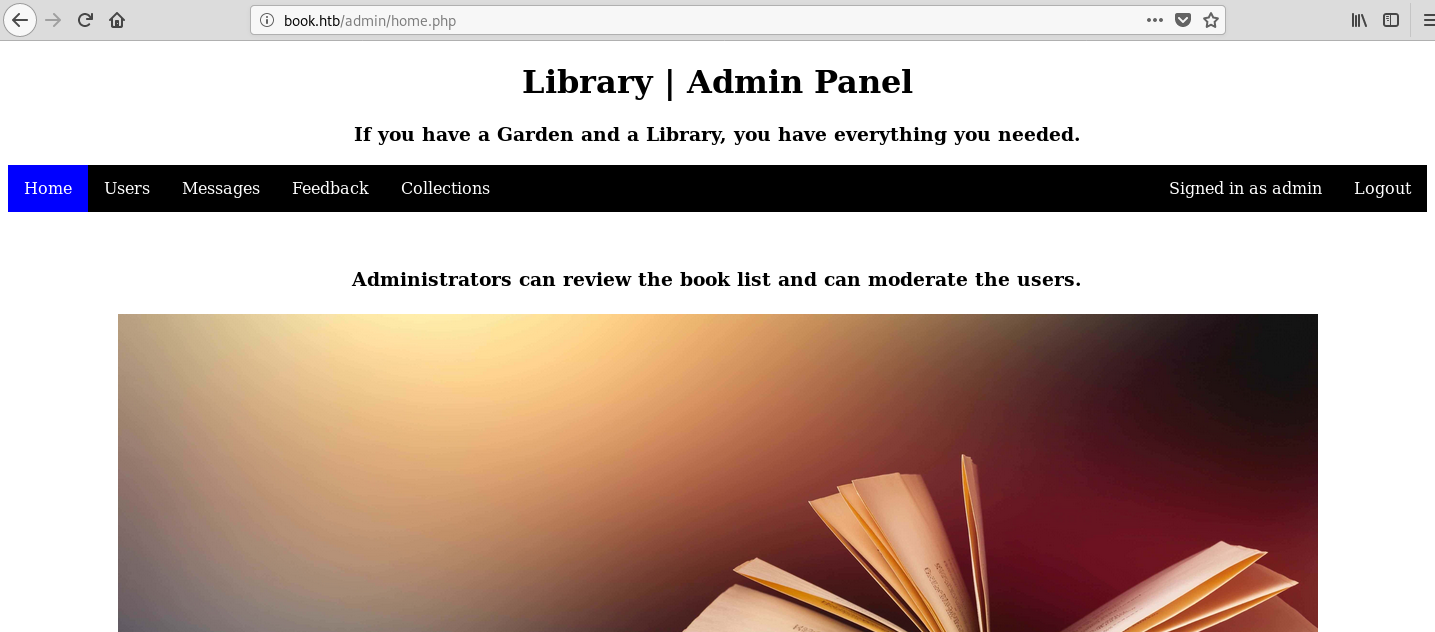 book.htb/admin/home.php
Library | Admin Panel
If you have a Garden and a Library, you have everything you needed.
Home Users Messages Feedback Collections Signed in as admin Logout
Administrators can review the book list and can moderate the users.